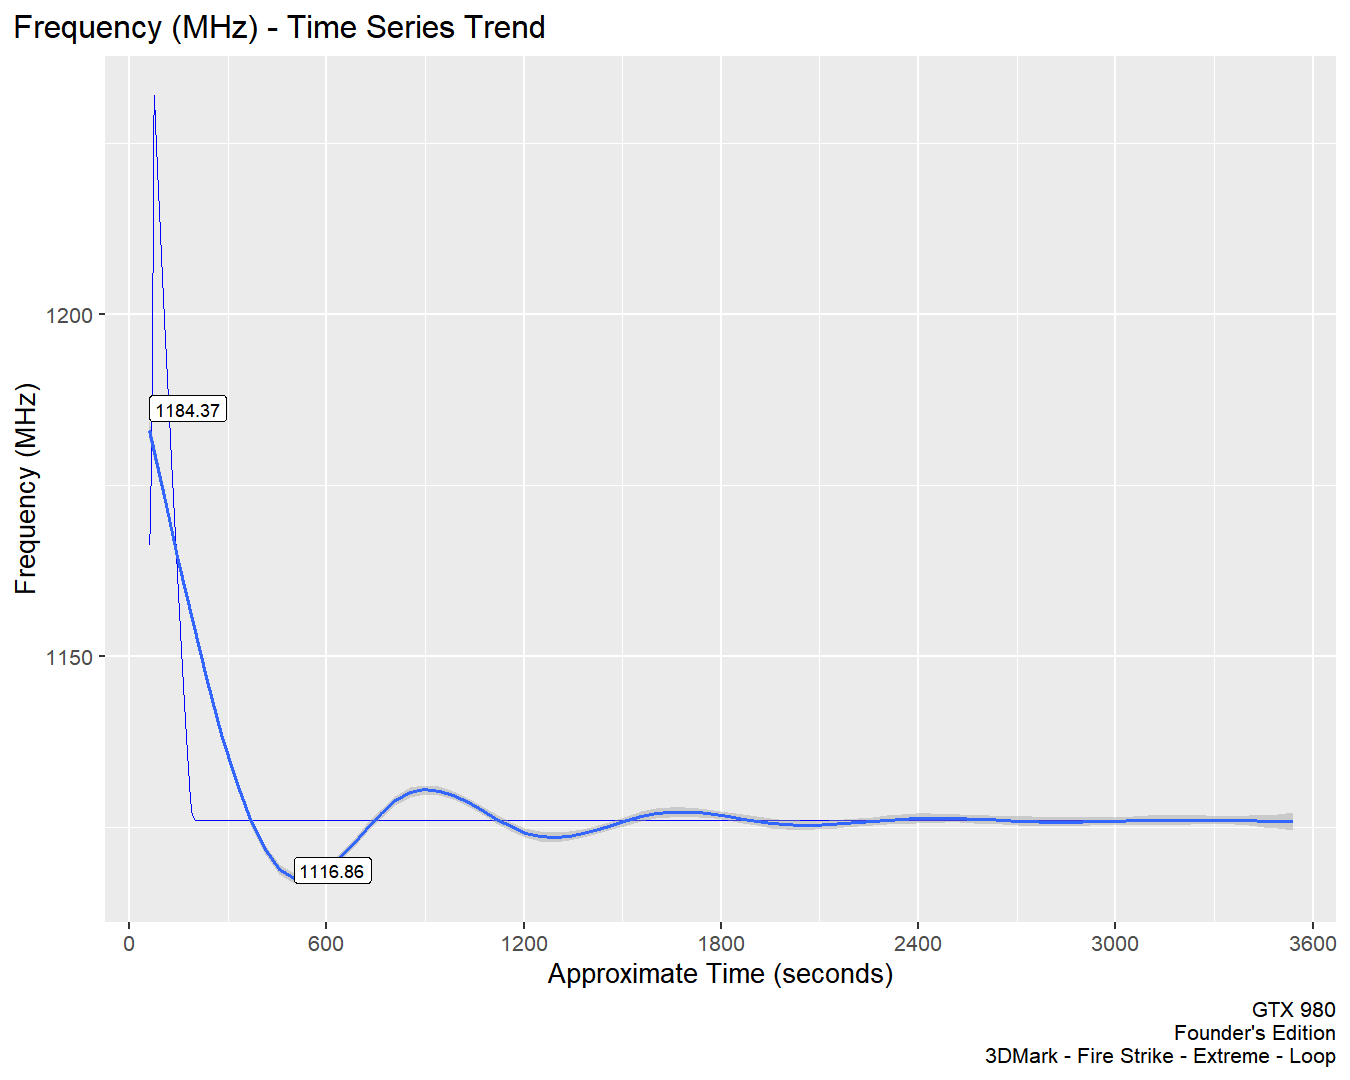 Frequency (MHz) - Time Series Trend
Frequency (MHz)
1200
1150
1184.37
1116.86
0 600 1200 1800 2400 3000 3600
Approximate Time (seconds)
GTX 980
Founder's Edition
3DMark - Fire Strike - Extreme - Loop